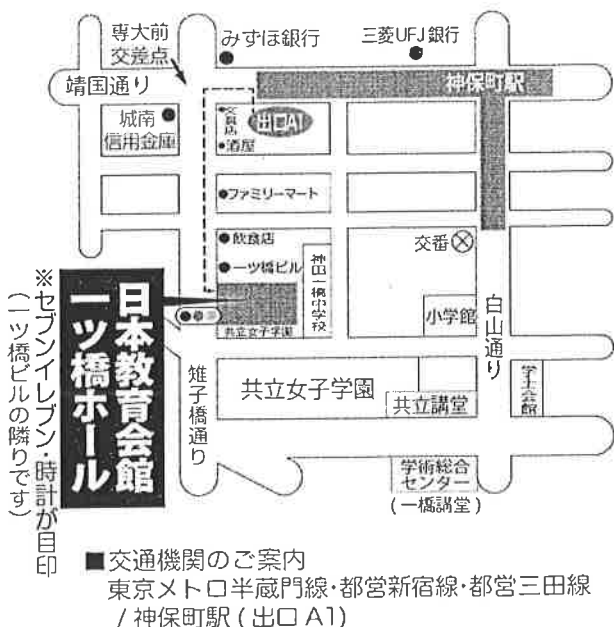 専大前
交差点
みずほ銀行
三菱UFJ銀行
靖国通り
神保町駅
城南
信用金庫
文具店
出口A1
酒屋
ファミリーマート
飲食店
一ツ橋ビル
神田一橋中学校
交番
小学館
白山通り
日本教育会館
一ツ橋ホール
※セブンイレブン・時計が目印
(一ツ橋ビルの隣りです)
共立女子学園
雉子橋通り
共立女子学園
共立講堂
学士会館
学術総合
センター
(一橋講堂)
■交通機関のご案内
東京メトロ半蔵門線・都営新宿線・都営三田線
/ 神保町駅 ( 出口 A1)